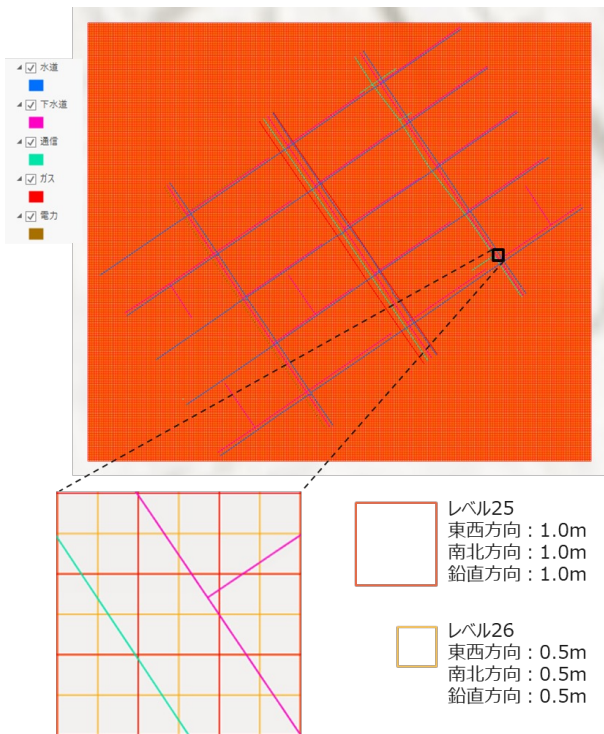 水道
下水道
通信
ガス
電力
レベル25
東西方向：1.0m
南北方向：1.0m
鉛直方向：1.0m
レベル26
東西方向：0.5m
南北方向：0.5m
鉛直方向：0.5m